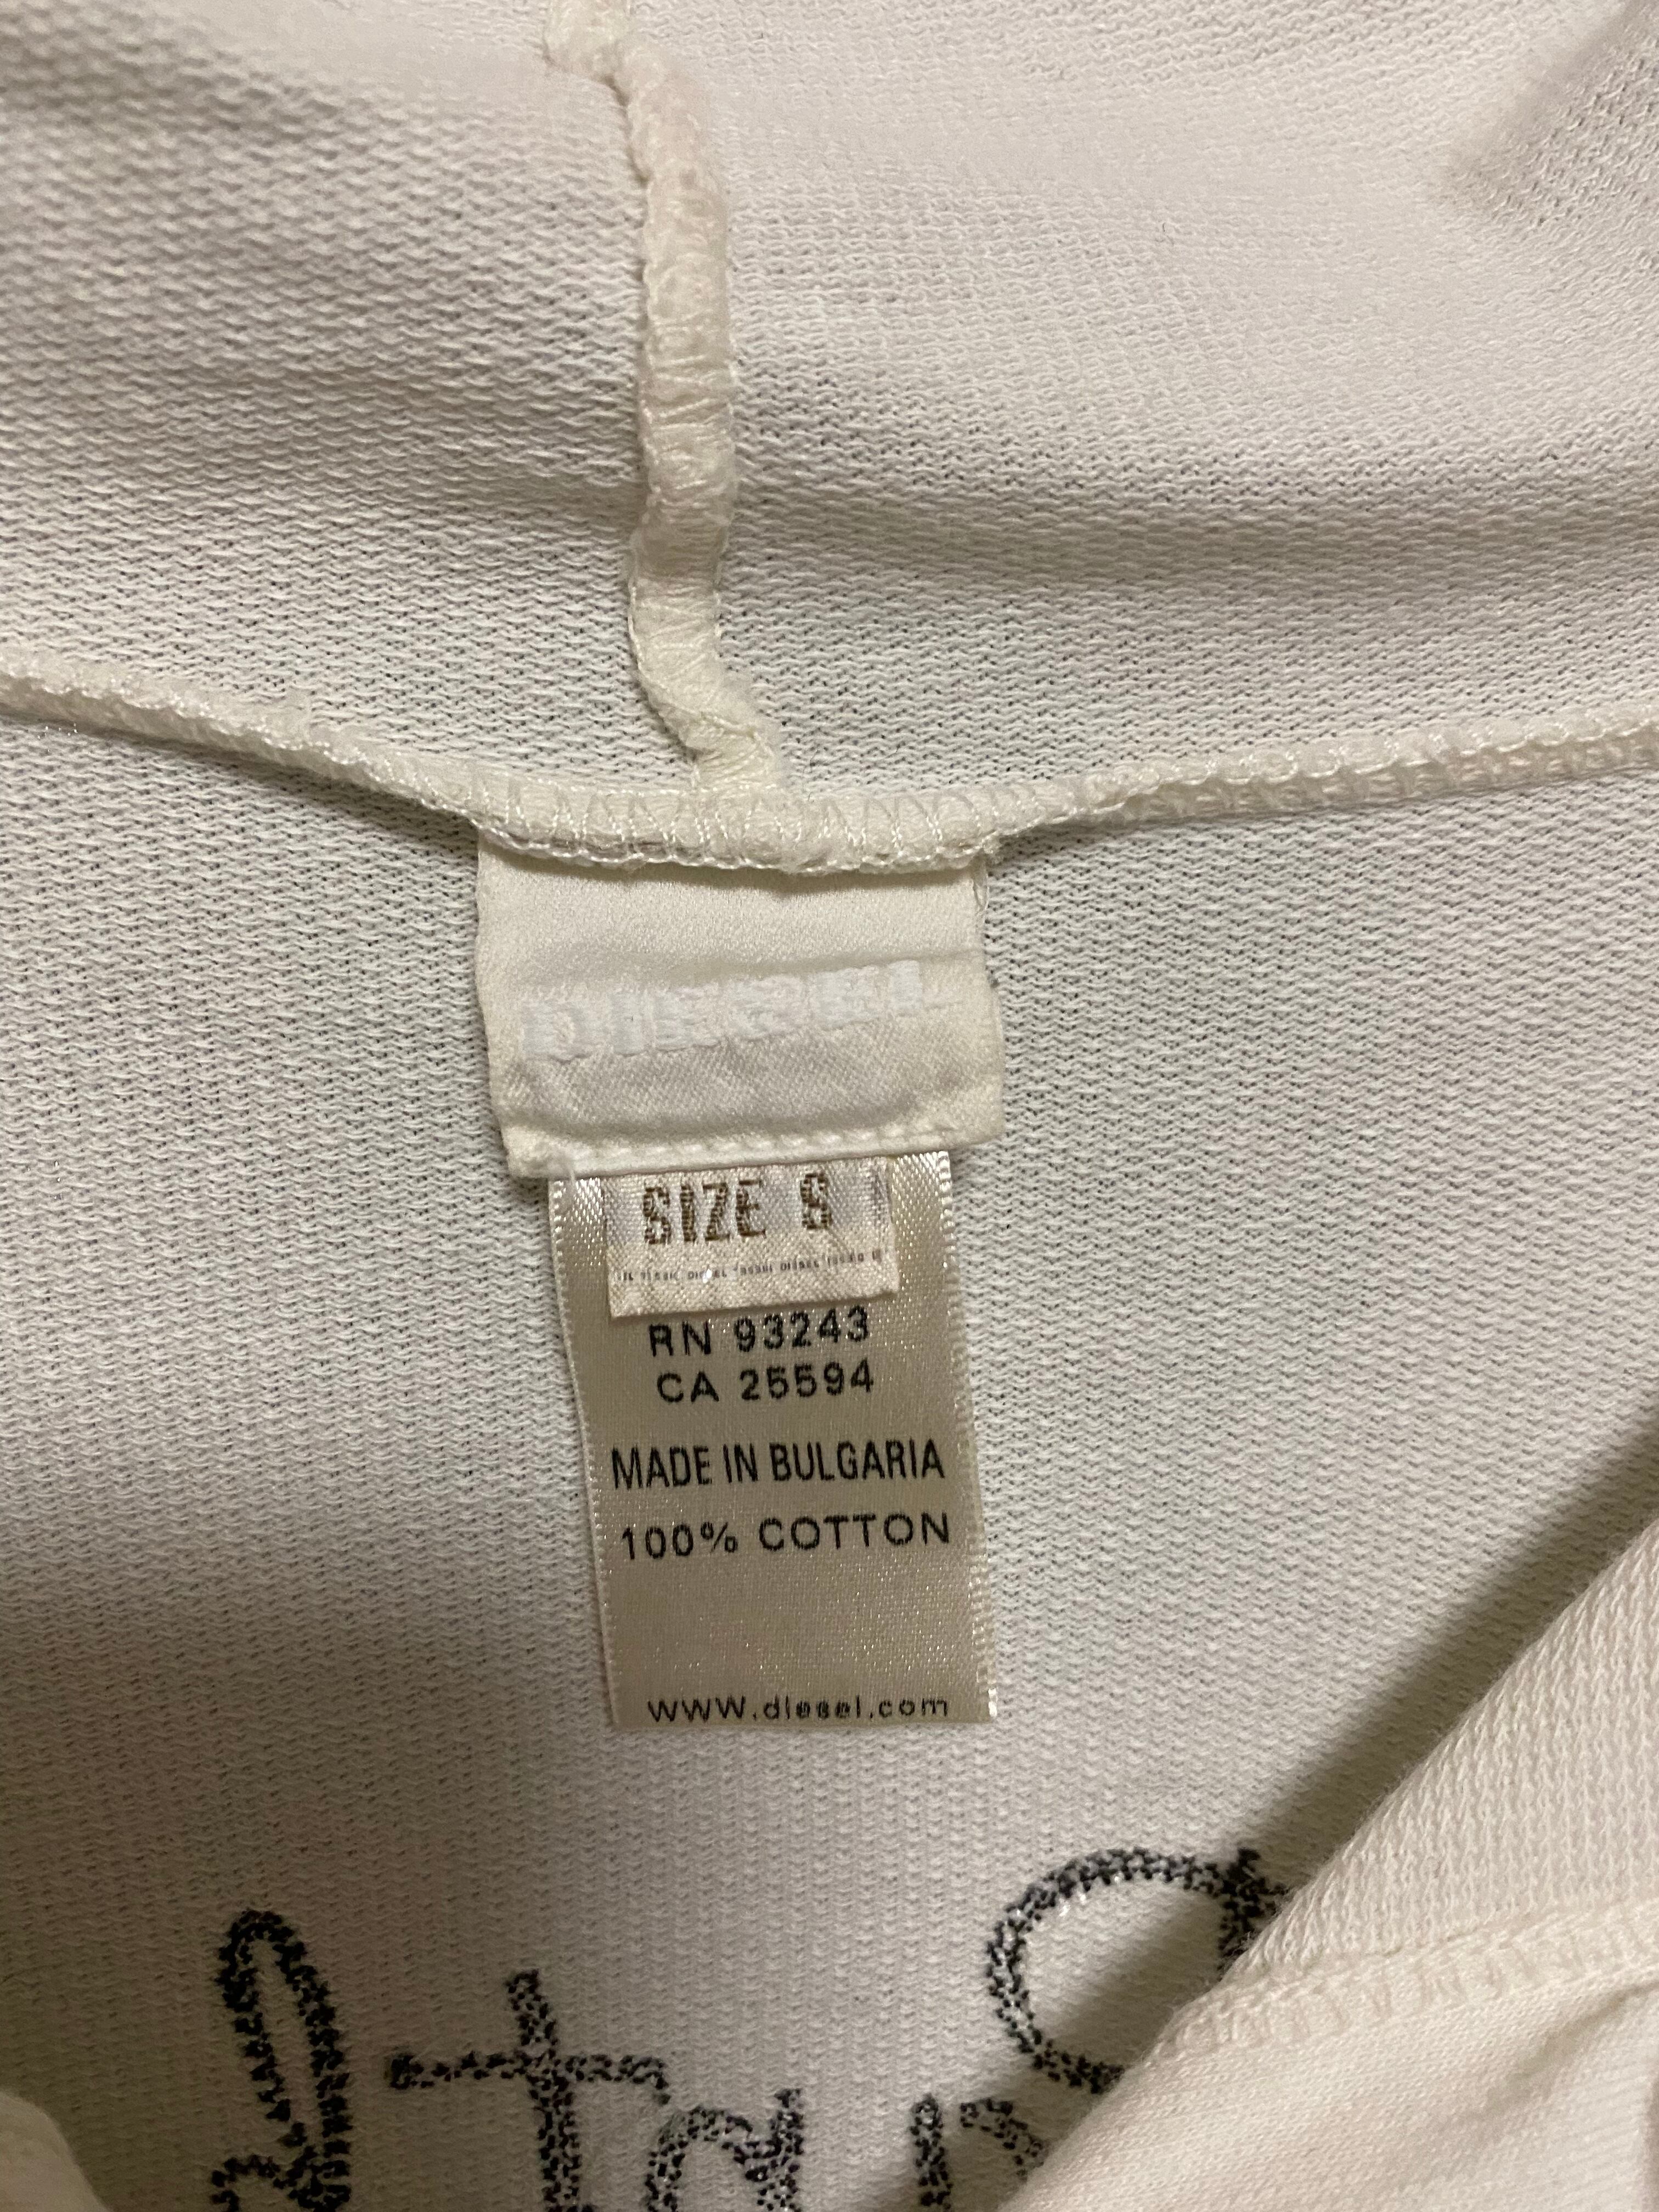 DIESEL
SIZE S
RN 93243
CA 25594
MADE IN BULGARIA
100% COTTON
www.diesel.com